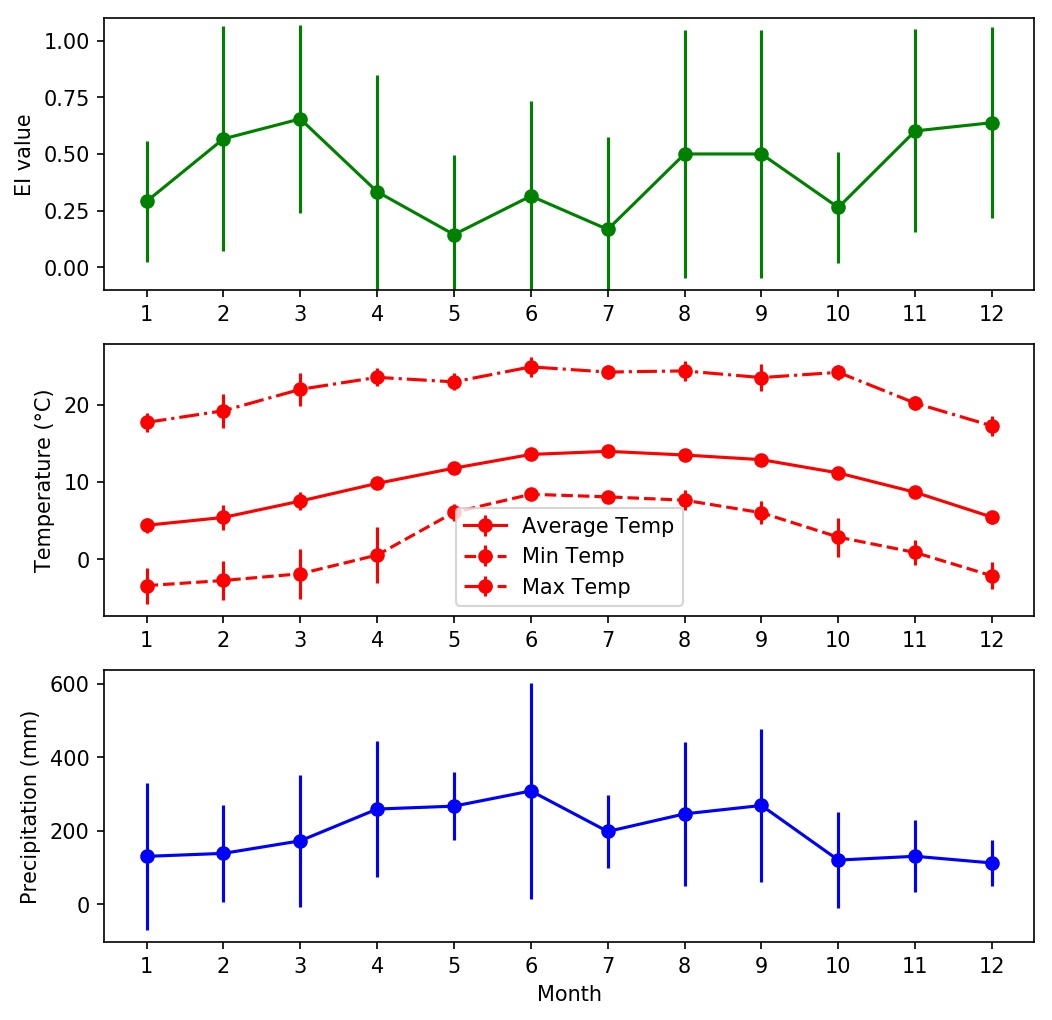 1.00
0.75
0.50
0.25
0.00
EI value
1 2 3 4 5 6 7 8 9 10 11 12
20
10
0
Temperature (°C)
Average Temp
Min Temp
Max Temp
1 2 3 4 5 6 7 8 9 10 11 12
600
400
200
0
Precipitation (mm)
1 2 3 4 5 6 7 8 9 10 11 12
Month